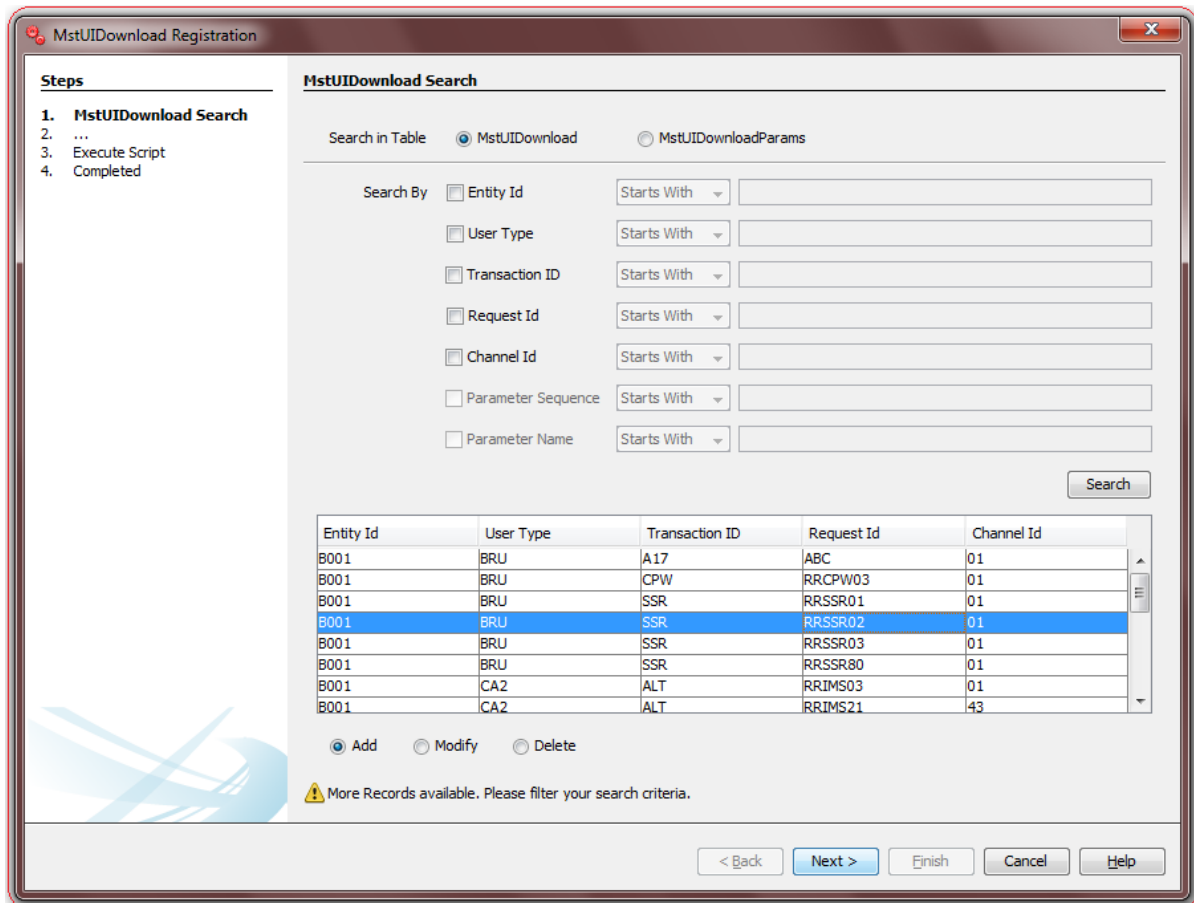 MstUIDownload Registration
Steps
1. MstUIDownload Search
2. ...
3. Execute Script
4. Completed
MstUIDownload Search
Search in Table MstUIDownload MstUIDownloadParams
Search By Entity Id Starts With
User Type Starts With
Transaction ID Starts With
Request Id Starts With
Channel Id Starts With
Parameter Sequence Starts With
Parameter Name Starts With
Search
Entity Id User Type Transaction ID Request Id Channel Id
B001 BRU A17 ABC 01
B001 BRU CPW RRCPW03 01
B001 BRU SSR RRSSR01 01
B001 BRU SSR RRSSR02 01
B001 BRU SSR RRSSR03 01
B001 BRU SSR RRSSR80 01
B001 CA2 ALT RRIMS03 01
B001 CA2 ALT RRIMS21 43
Add Modify Delete
More Records available. Please filter your search criteria.
< Back Next > Finish Cancel Help